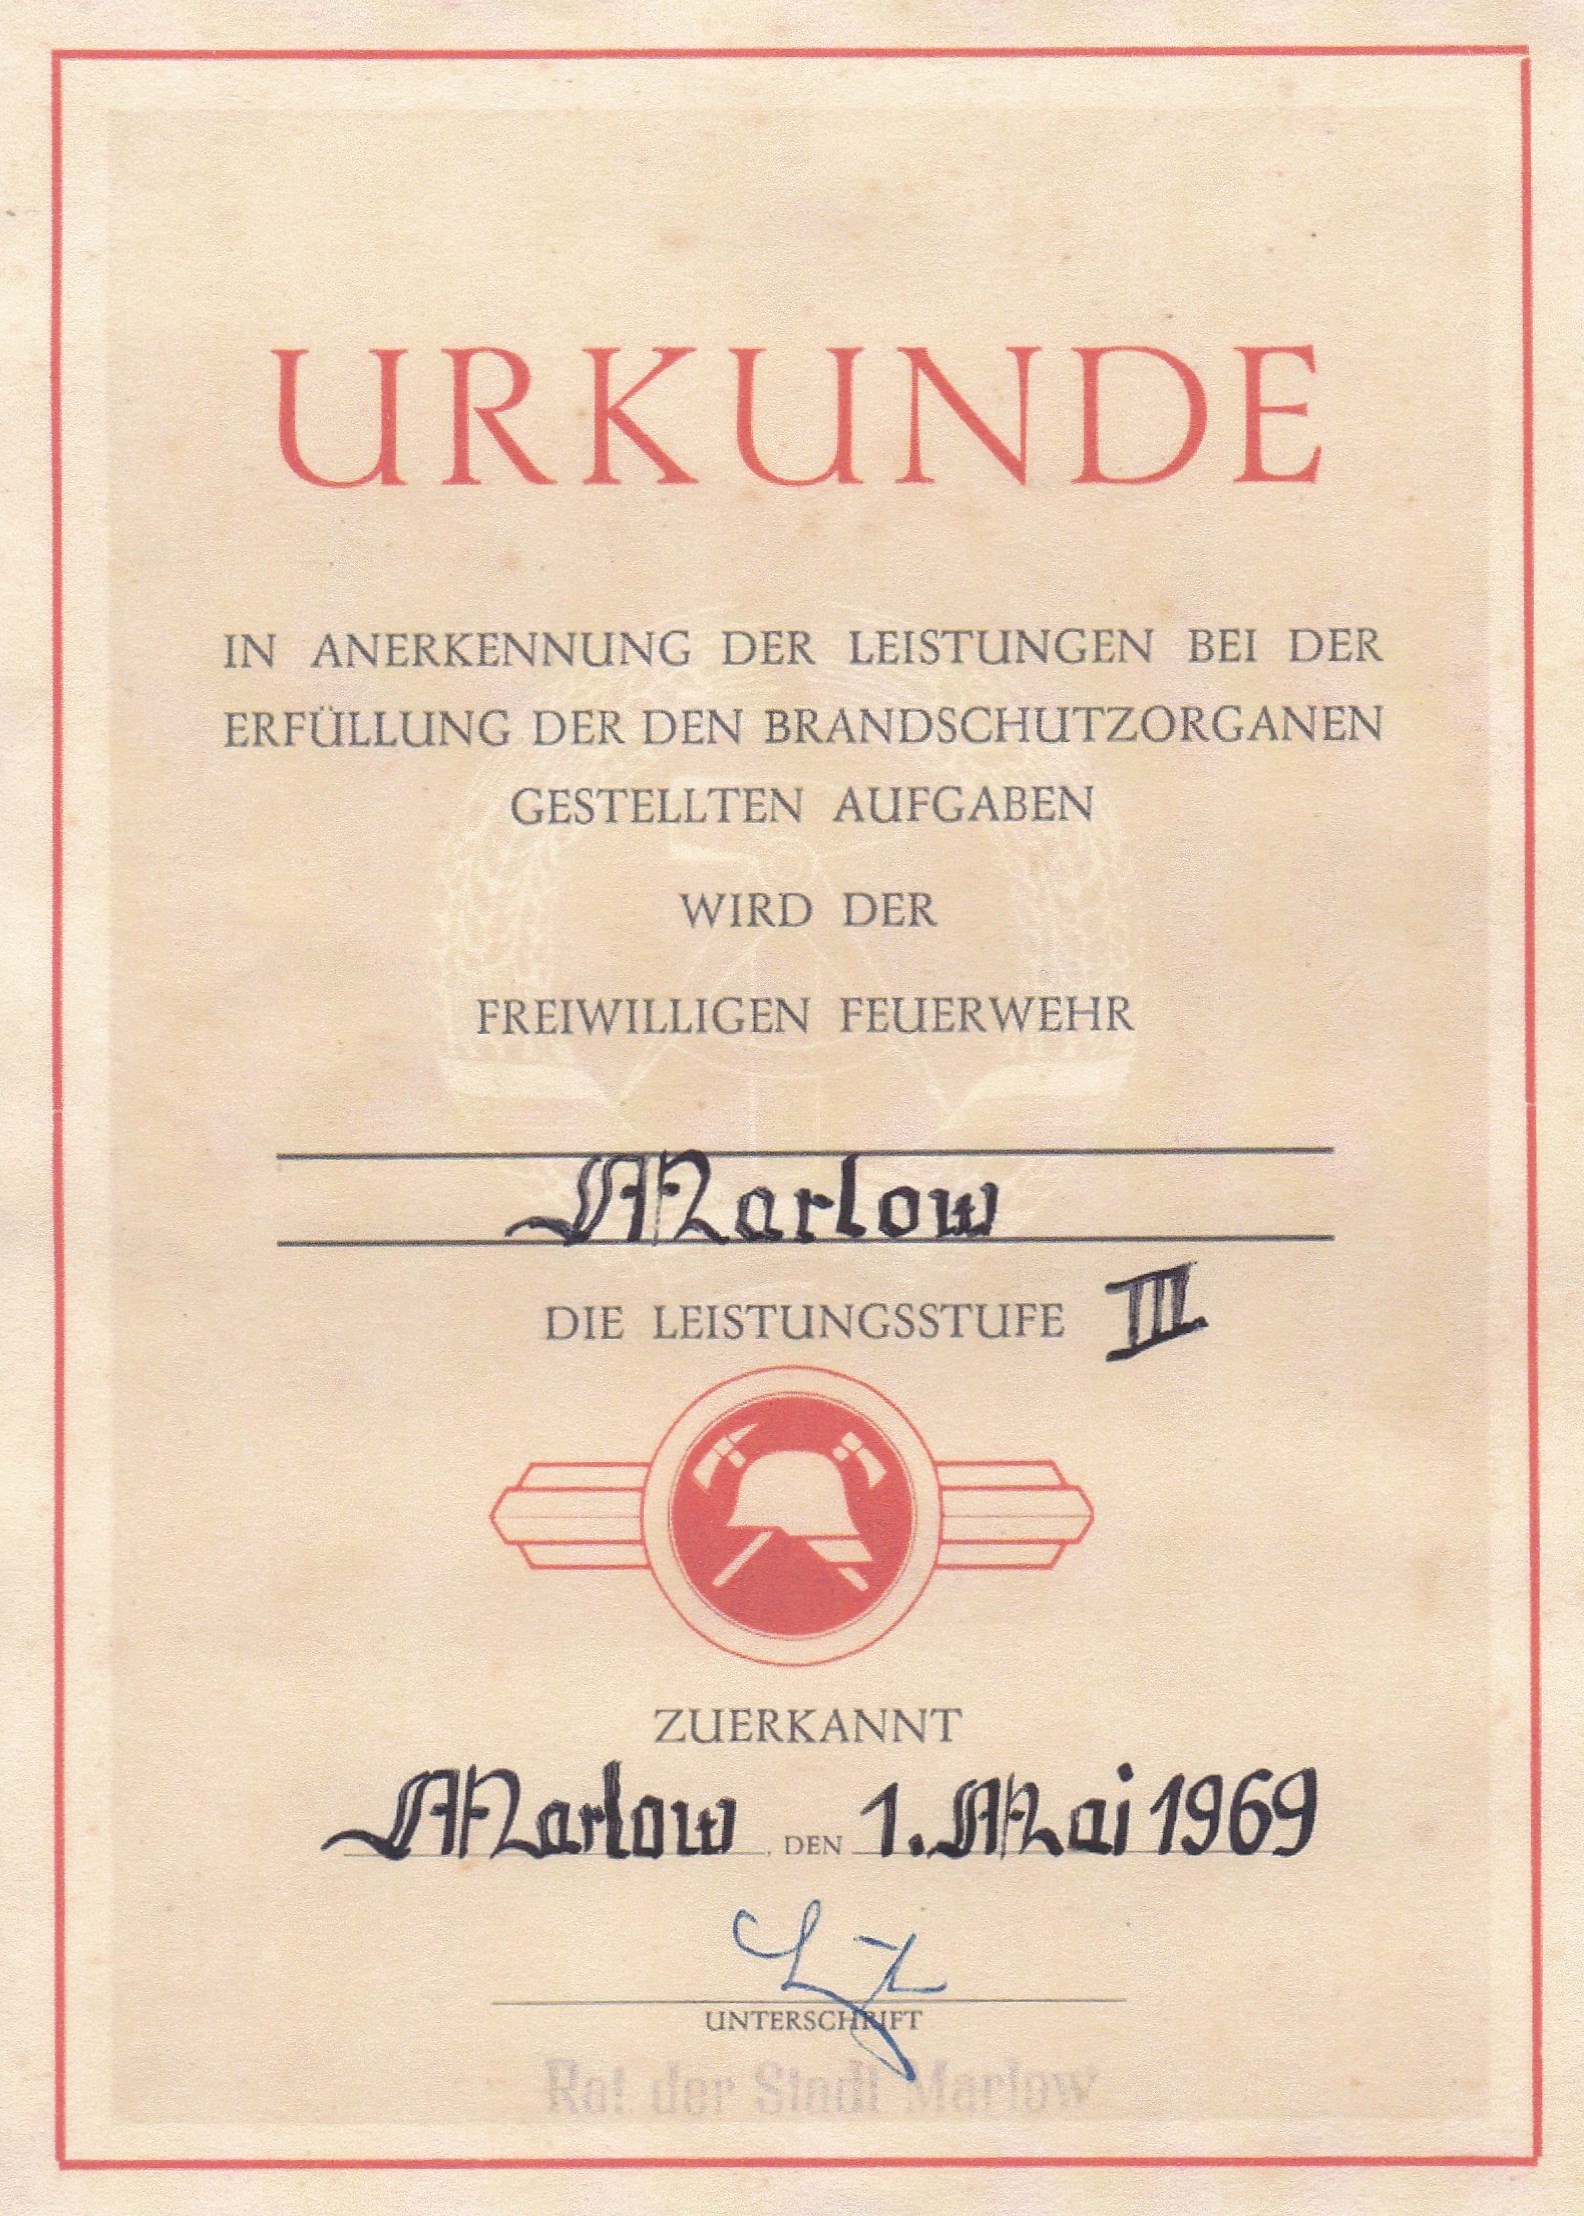 URKUNDE
IN ANERKENNUNG DER LEISTUNGEN BEI DER
ERFÜLLUNG DER DEN BRANDSCHUTZORGANEN
GESTELLTEN AUFGABEN
WIRD DER
FREIWILLIGEN FEUERWEHR
Marlow
DIE LEISTUNGSSTUFE III
ZUERKANNT
Marlow, DEN 1. Mai 1969
UNTERSCHRIFT
Rat der Stadt Marlow